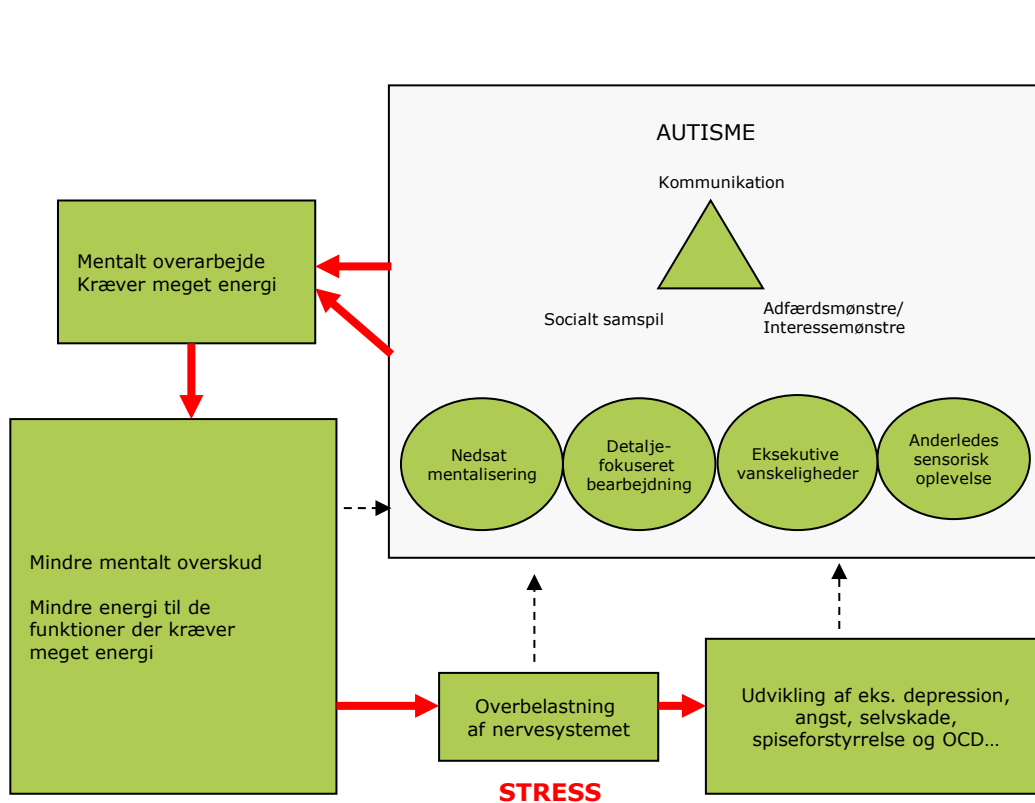 AUTISME
Kommunikation
Socialt samspil
Adfærdsmønstre/
Interessemønstre
Nedsat
mentalisering
Detalje-
fokuseret
bearbejdning
Eksekutive
vanskeligheder
Anderledes
sensorisk
oplevelse
Mentalt overarbejde
Kræver meget energi
Mindre mentalt overskud
Mindre energi til de
funktioner der kræver
meget energi
Overbelastning
af nervesystemet
STRESS
Udvikling af eks. depression,
angst, selvskade,
spiseforstyrrelse og OCD…